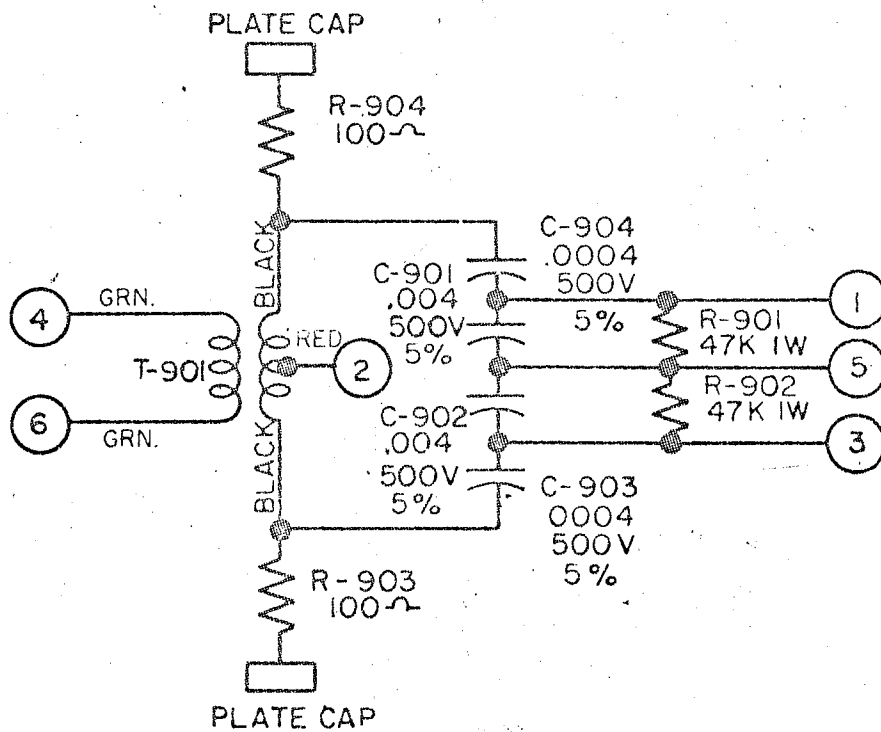 PLATE CAP
R-904
100Ω
BLACK
C-904
.0004
500V
5%
C-901
.004
500V
5%
GRN.
4
T-901
RED
2
1
R-901
47K 1W
5
R-902
47K 1W
3
6
GRN.
BLACK
C-902
.004
500V
5%
C-903
0004
500V
5%
R-903
100Ω
PLATE CAP